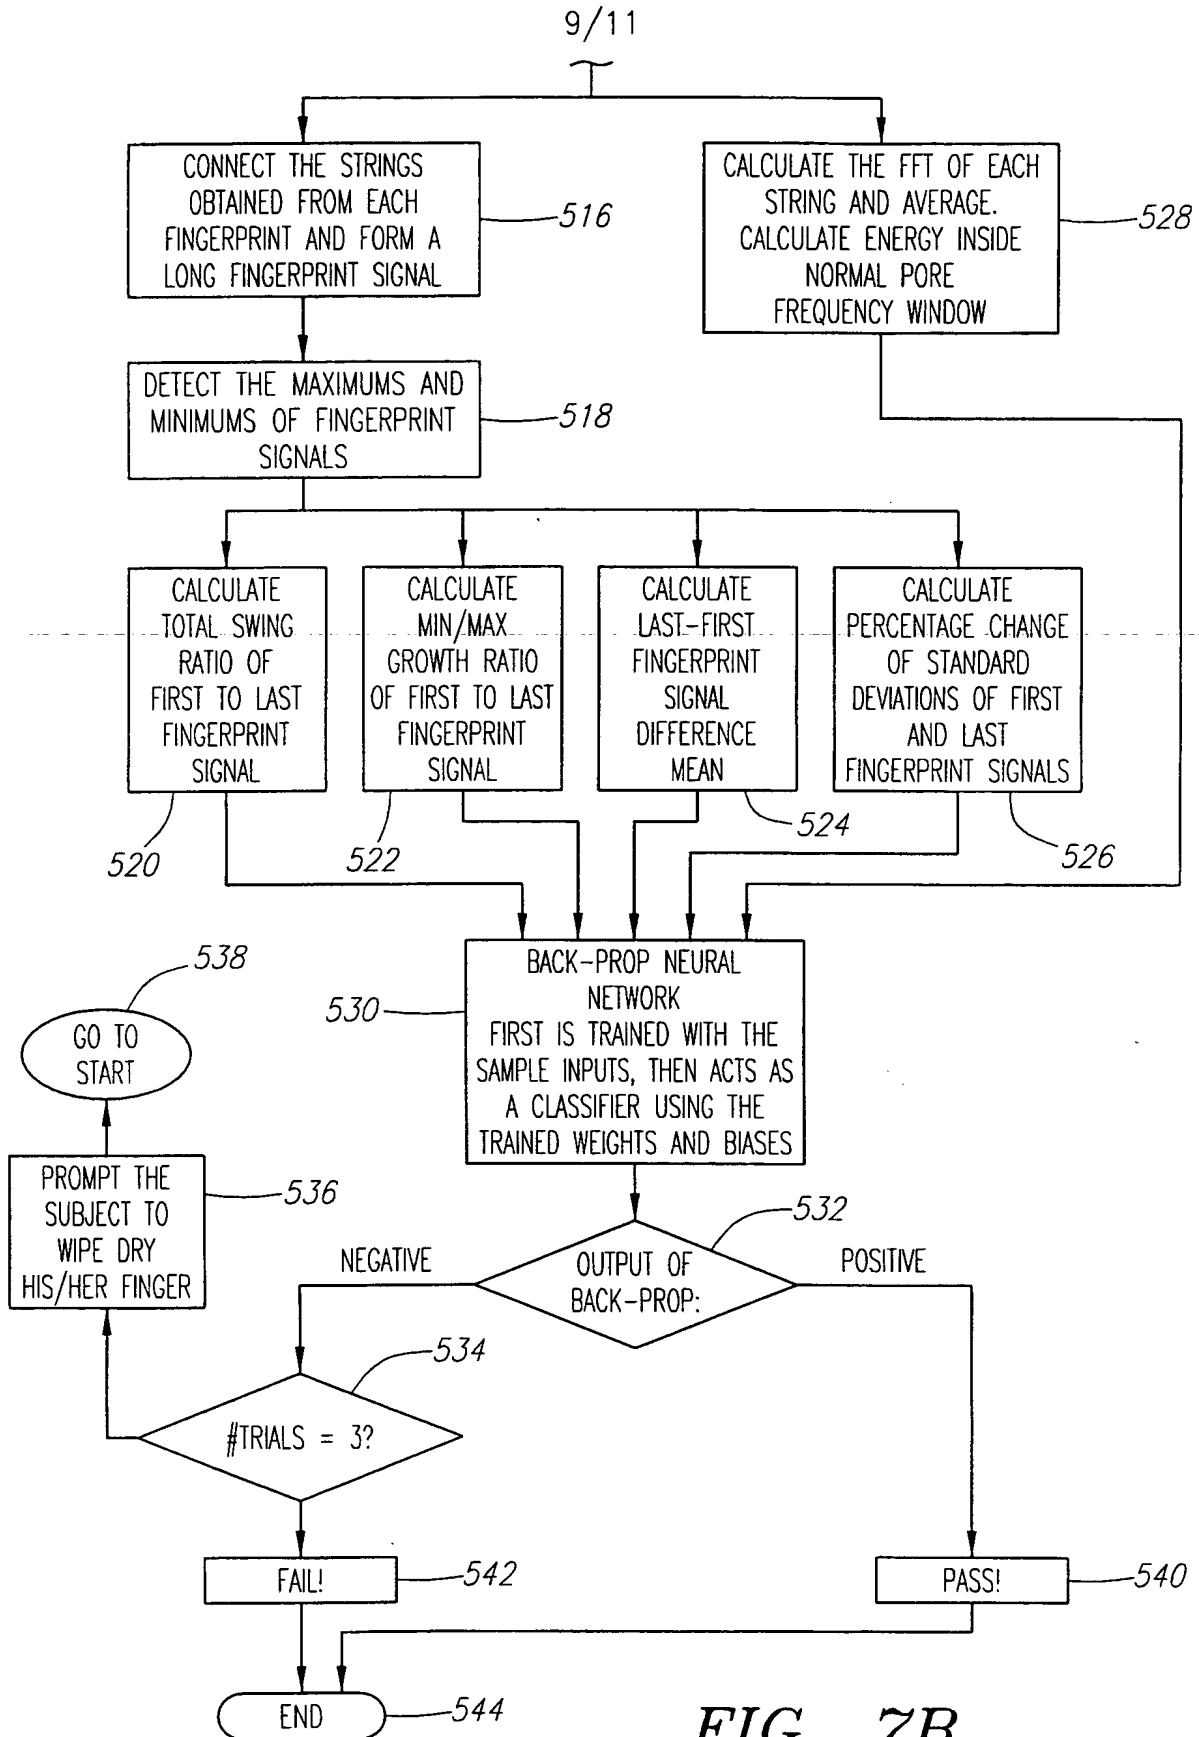 9/11
CONNECT THE STRINGS
OBTAINED FROM EACH
FINGERPRINT AND FORM A
LONG FINGERPRINT SIGNAL
516
CALCULATE THE FFT OF EACH
STRING AND AVERAGE.
CALCULATE ENERGY INSIDE
NORMAL PORE
FREQUENCY WINDOW
528
DETECT THE MAXIMUMS AND
MINIMUMS OF FINGERPRINT
SIGNALS
518
CALCULATE
TOTAL SWING
RATIO OF
FIRST TO LAST
FINGERPRINT
SIGNAL
520
CALCULATE
MIN/MAX
GROWTH RATIO
OF FIRST TO LAST
FINGERPRINT
SIGNAL
522
CALCULATE
LAST-FIRST
FINGERPRINT
SIGNAL
DIFFERENCE
MEAN
524
CALCULATE
PERCENTAGE CHANGE
OF STANDARD
DEVIATIONS OF FIRST
AND LAST
FINGERPRINT SIGNALS
526
BACK-PROP NEURAL
NETWORK
FIRST IS TRAINED WITH THE
SAMPLE INPUTS, THEN ACTS AS
A CLASSIFIER USING THE
TRAINED WEIGHTS AND BIASES
530
538
GO TO
START
PROMPT THE
SUBJECT TO
WIPE DRY
HIS/HER FINGER
536
532
NEGATIVE
OUTPUT OF
BACK-PROP:
POSITIVE
534
#TRIALS = 3?
FAIL!
542
PASS!
540
END
544
FIG. 7B